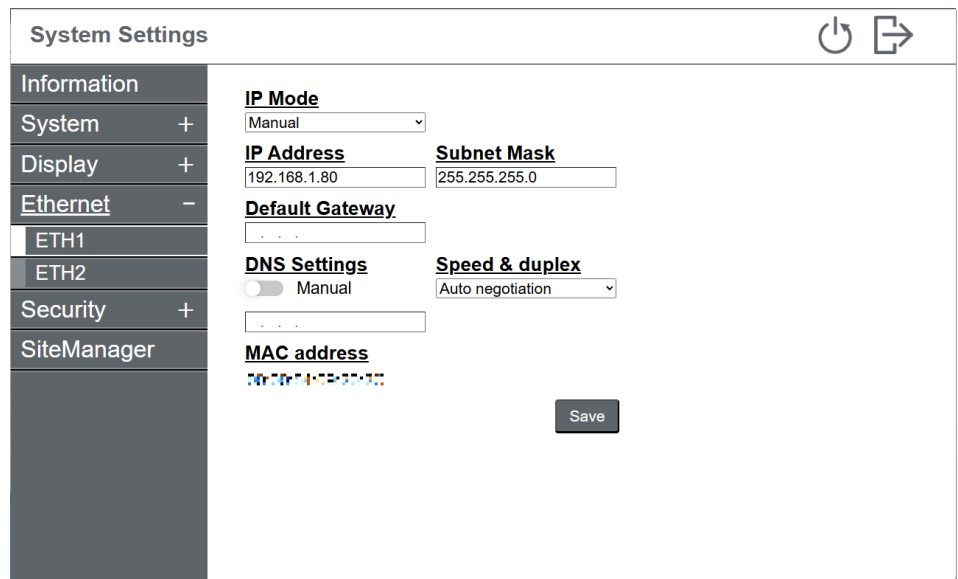 System Settings
Information
System +
Display +
Ethernet −
ETH1
ETH2
Security +
SiteManager
IP Mode
Manual
IP Address Subnet Mask
192.168.1.80 255.255.255.0
Default Gateway
. . .
DNS Settings Speed & duplex
Manual Auto negotiation
. . .
MAC address
Save